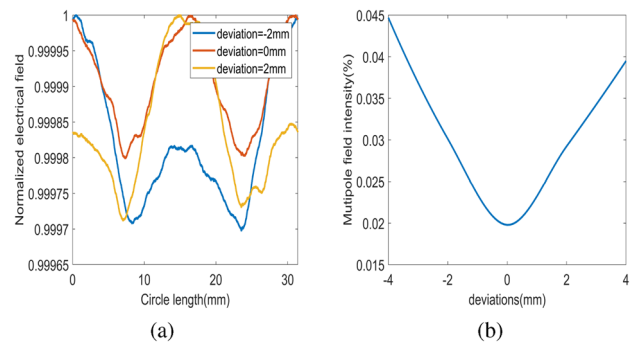 1
0.99995
0.9999
0.99985
0.9998
0.99975
0.9997
0.99965
Normalized electrical field
deviation=-2mm
deviation=0mm
deviation=2mm
0 10 20 30
Circle length(mm)
(a)
0.045
0.04
0.035
0.03
0.025
0.02
0.015
Mutipole field intensity(%)
-4 -2 0 2 4
deviations(mm)
(b)